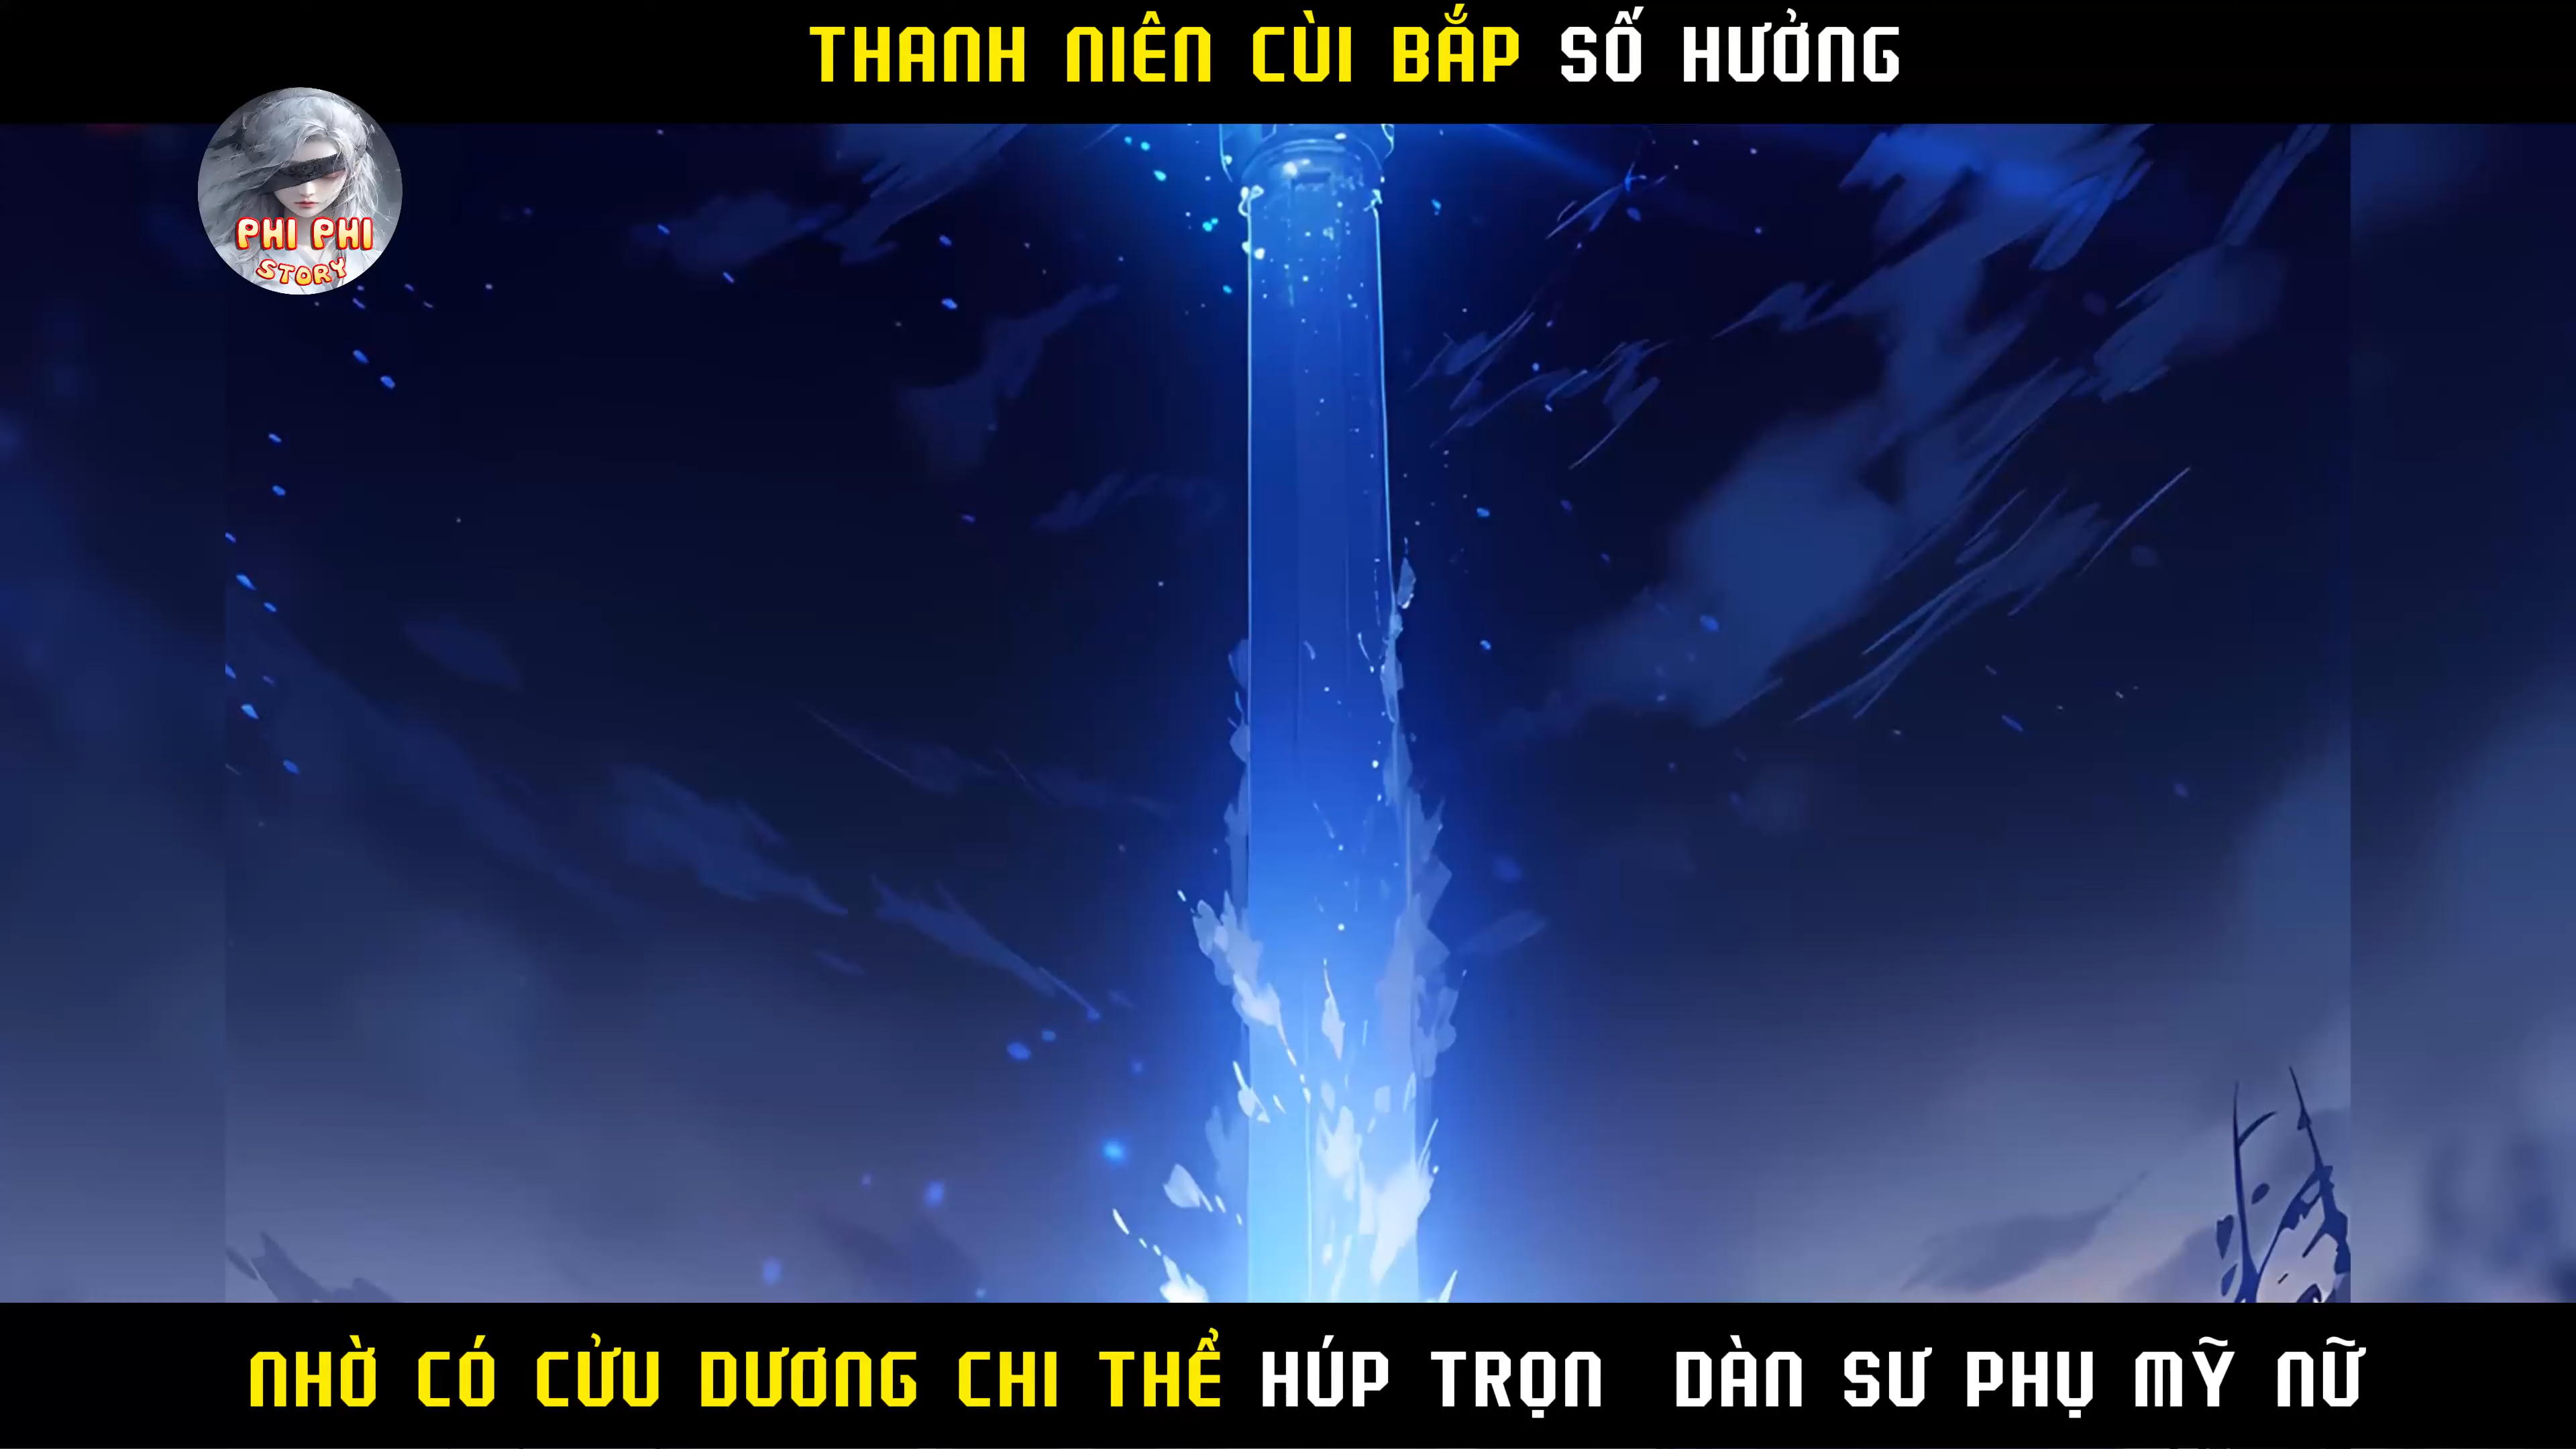 THANH NIÊN CÙI BẮP SỐ HƯỞNG
PHI PHI
STORY
NHỜ CÓ CỬU DƯƠNG CHI THỂ HÚP TRỌN DÀN SƯ PHỤ MỸ NỮ